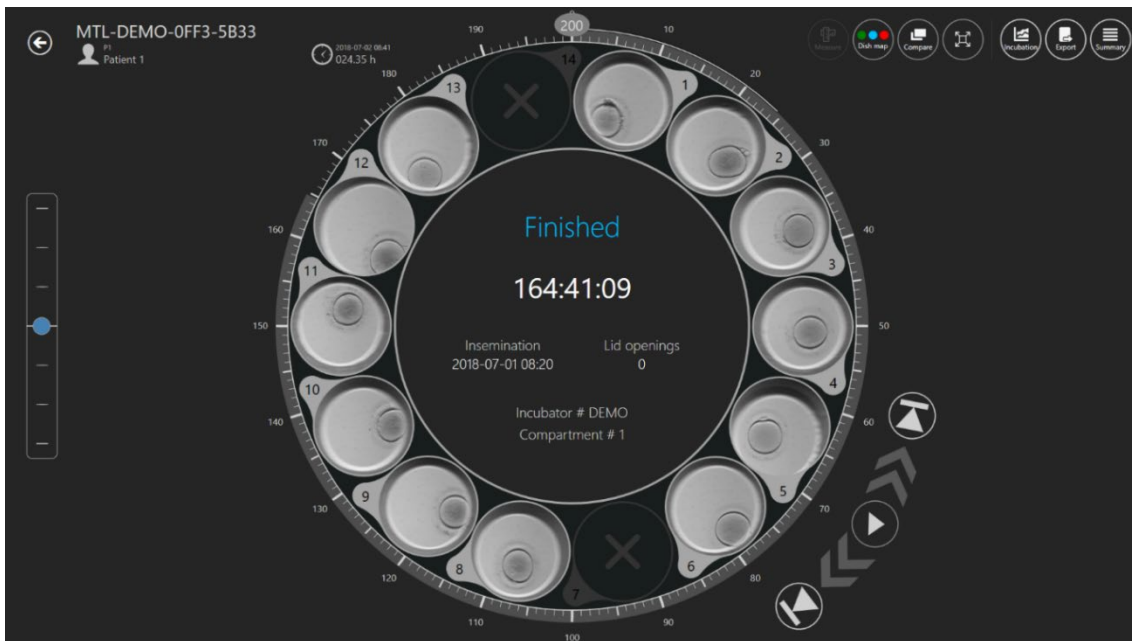 MTL-DEMO-0FF3-5B33
P1
Patient 1
2018-07-02 08:41
024.35 h
Measure
Dish map
Compare
Incubation
Export
Summary
200
10
20
30
40
50
60
70
80
90
100
110
120
130
140
150
160
170
180
190
1
2
3
4
5
6
7
8
9
10
11
12
13
14
Finished
164:41:09
Insemination
2018-07-01 08:20
Lid openings
0
Incubator # DEMO
Compartment # 1